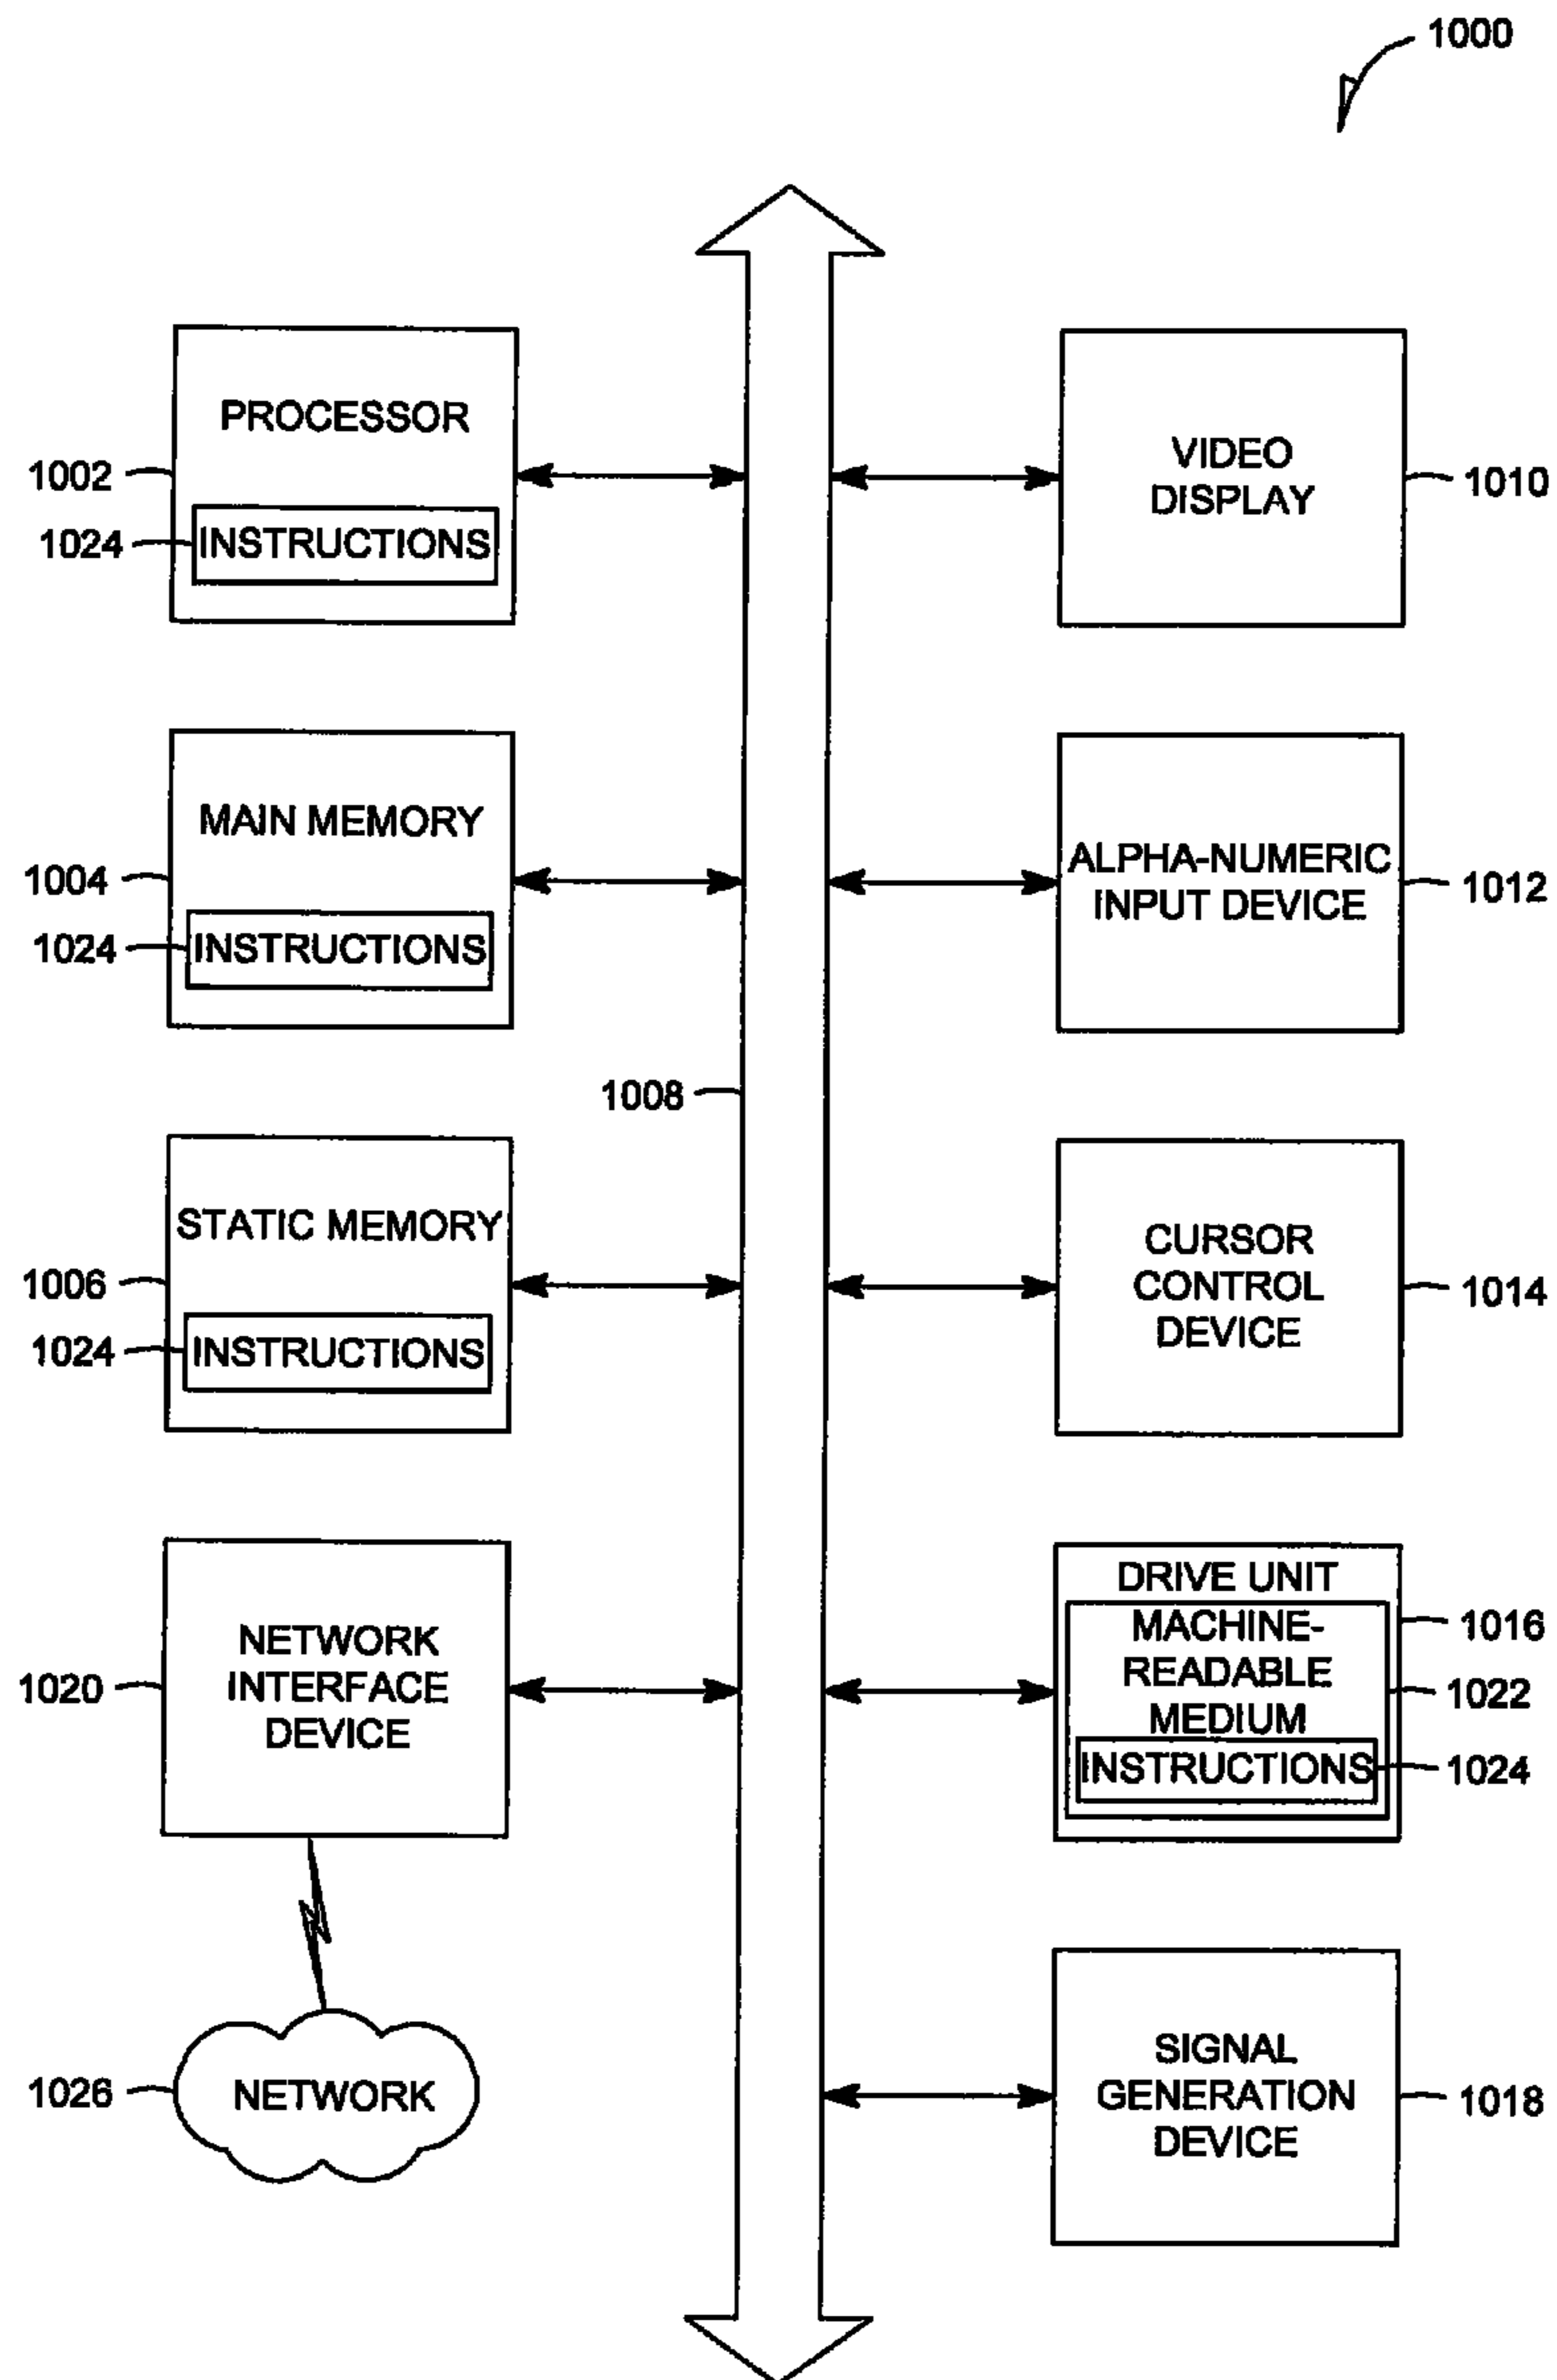 1000
PROCESSOR
1002
1024
INSTRUCTIONS
VIDEO
DISPLAY
1010
MAIN MEMORY
1004
1024
INSTRUCTIONS
ALPHA-NUMERIC
INPUT DEVICE
1012
1008
STATIC MEMORY
1006
1024
INSTRUCTIONS
CURSOR
CONTROL
DEVICE
1014
NETWORK
INTERFACE
DEVICE
1020
DRIVE UNIT
1016
MACHINE-
READABLE
MEDIUM
1022
INSTRUCTIONS
1024
1026
NETWORK
SIGNAL
GENERATION
DEVICE
1018